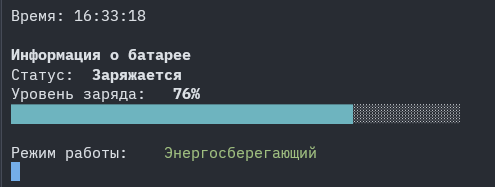 Время: 16:33:18
Информация о батарее
Статус: Заряжается
Уровень заряда: 76%
Режим работы: Энергосберегающий